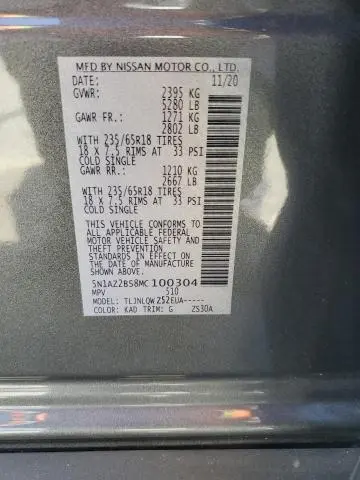 MFD BY NISSAN MOTOR CO., LTD.
DATE: 11/20
GVWR: 2395 KG
5280 LB
GAWR FR.: 1271 KG
2802 LB
WITH 235/65R18 TIRES
18 X 7.5 RIMS AT 33 PSI
COLD SINGLE
GAWR RR.: 1210 KG
2667 LB
WITH 235/65R18 TIRES
18 X 7.5 RIMS AT 33 PSI
COLD SINGLE
THIS VEHICLE CONFORMS TO
ALL APPLICABLE FEDERAL
MOTOR VEHICLE SAFETY AND
THEFT PREVENTION
STANDARDS IN EFFECT ON
THE DATE OF MANUFACTURE
SHOWN ABOVE.
5N1AZ2BS8MC100304
MPV 510
MODEL: TLJNLQWZ52EUA-----
COLOR: KAD TRIM: G ZS30A